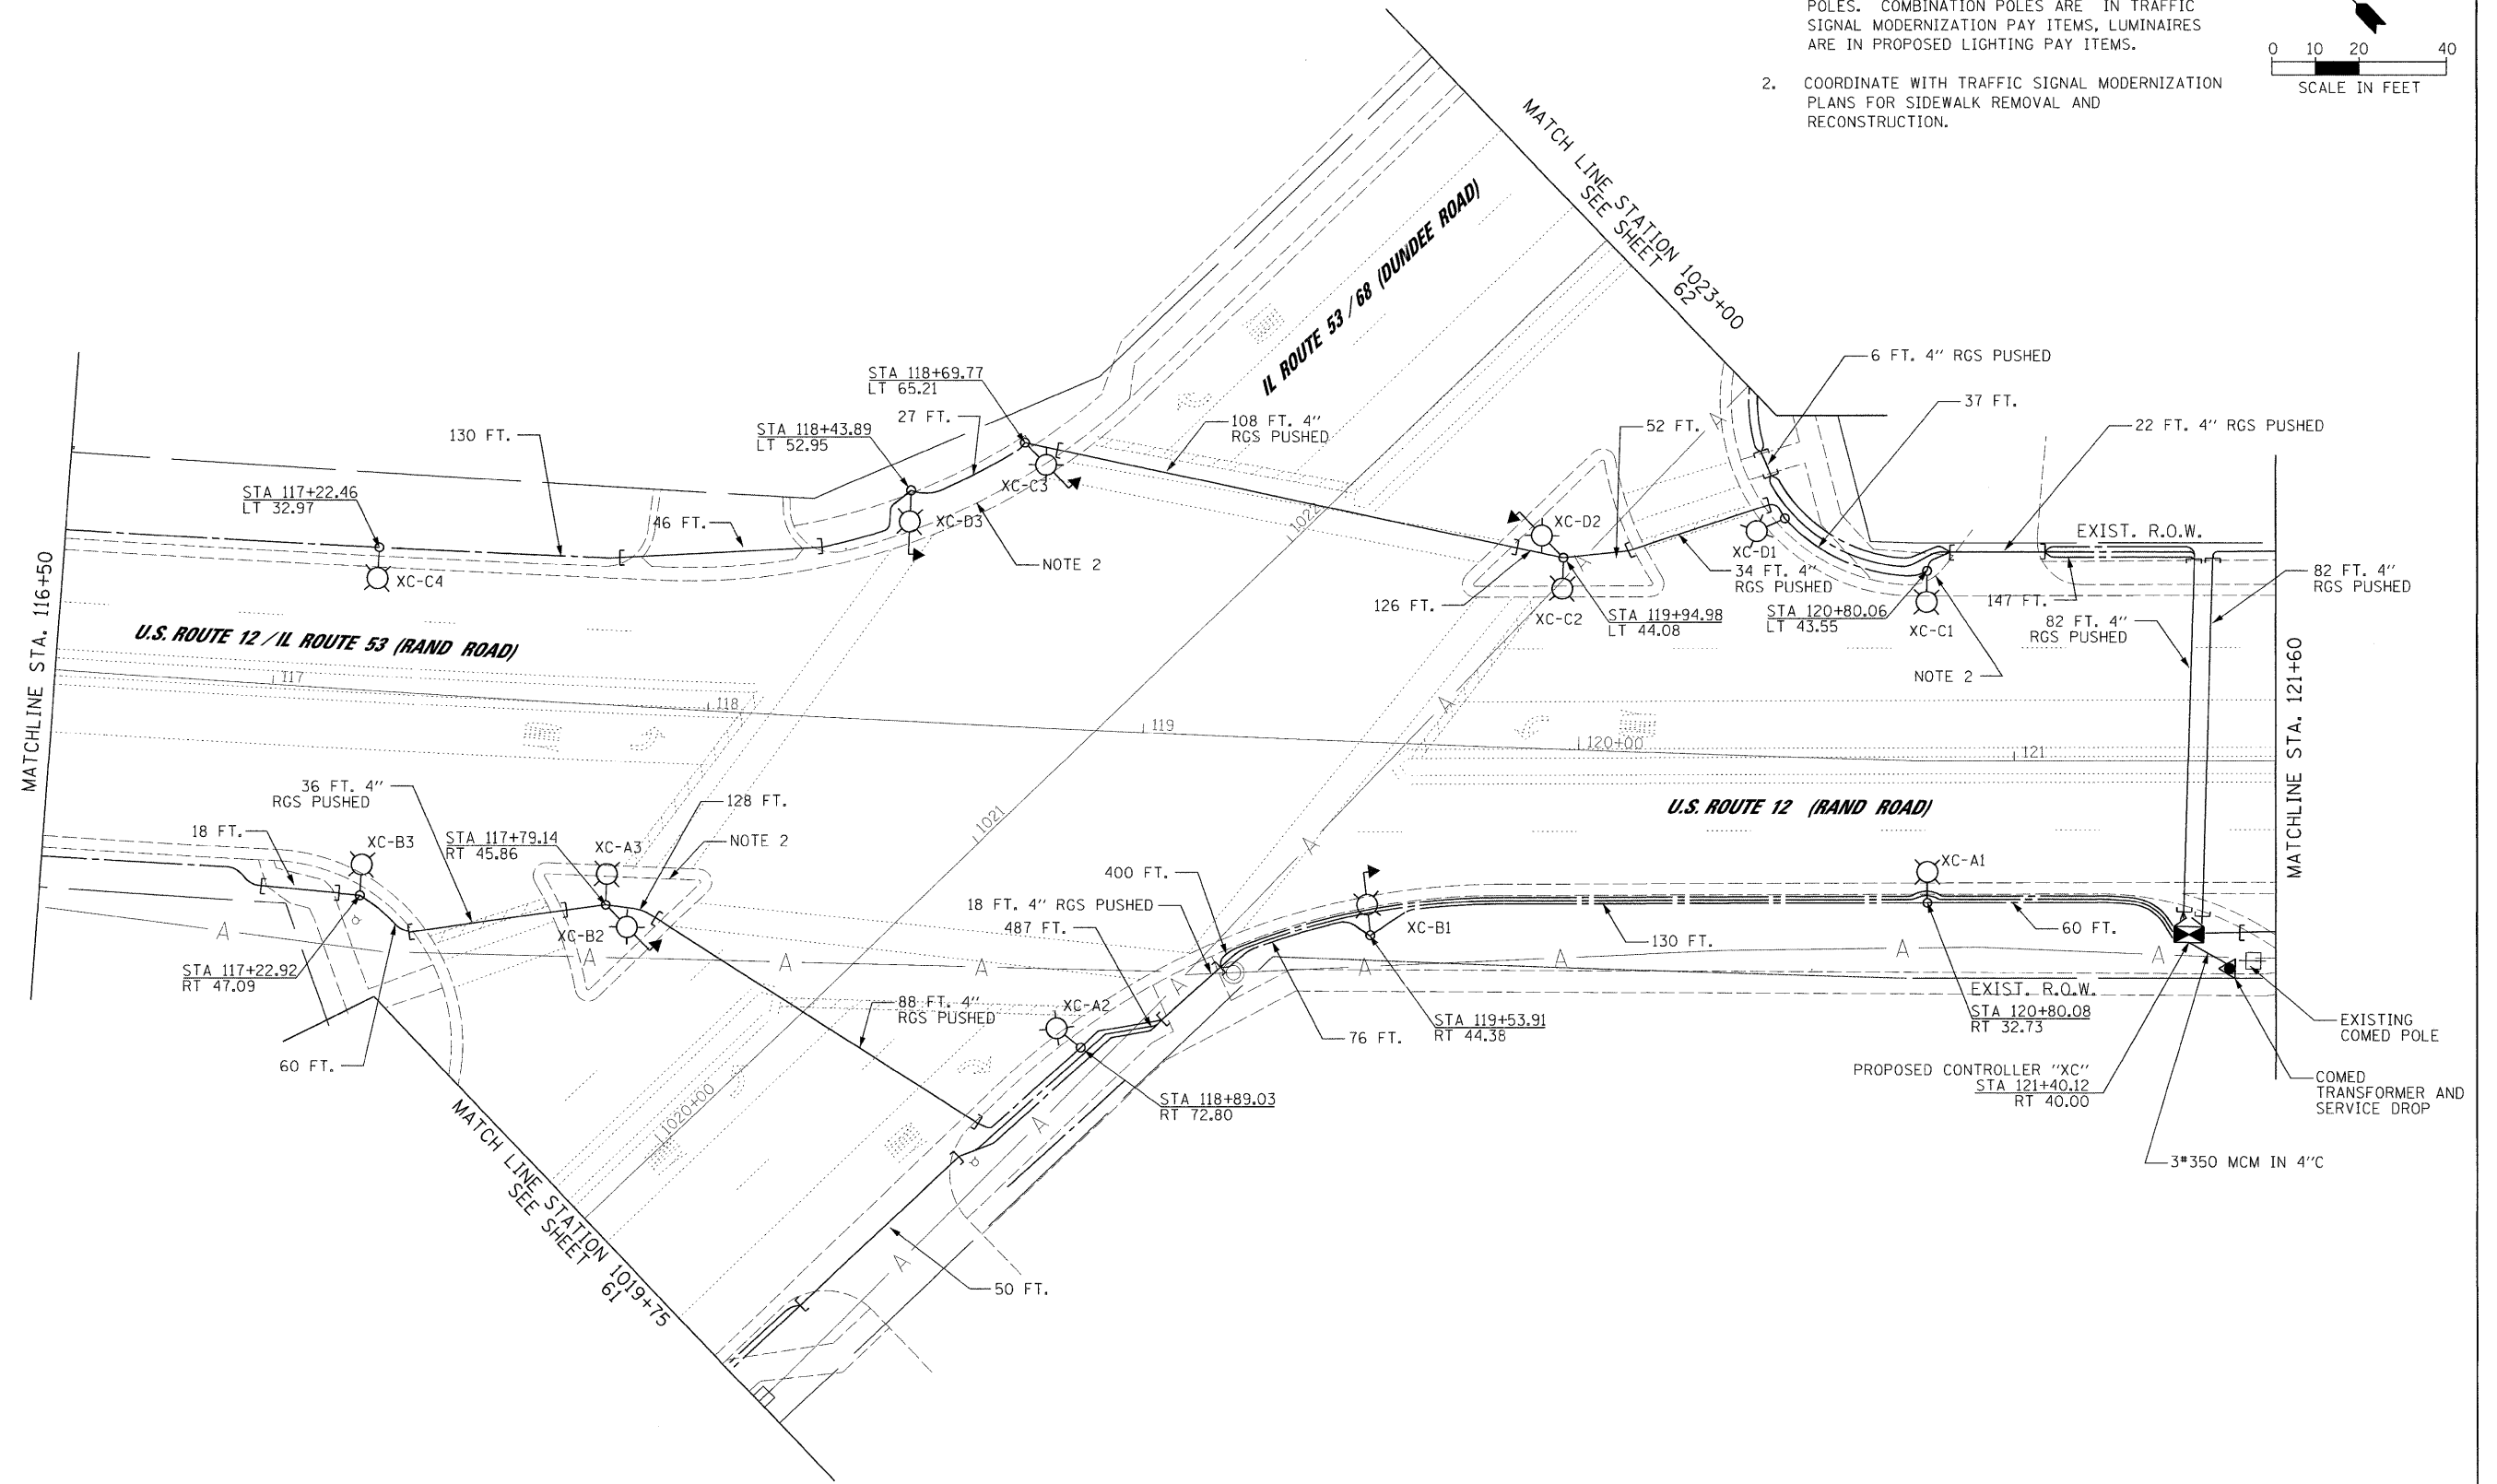 POLES. COMBINATION POLES ARE IN TRAFFIC
SIGNAL MODERNIZATION PAY ITEMS, LUMINAIRES
ARE IN PROPOSED LIGHTING PAY ITEMS.
2. COORDINATE WITH TRAFFIC SIGNAL MODERNIZATION
PLANS FOR SIDEWALK REMOVAL AND
RECONSTRUCTION.
0 10 20 40
SCALE IN FEET
MATCH LINE STATION 1023+00
SEE SHEET
62
IL ROUTE 53/68 (DUNDEE ROAD)
6 FT. 4" RGS PUSHED
37 FT.
22 FT. 4" RGS PUSHED
STA 118+69.77
LT 65.21
27 FT.
STA 118+43.89
LT 52.95
130 FT.
108 FT. 4"
RGS PUSHED
52 FT.
A
STA 117+22.46
LT 32.97
46 FT.
XC-C3
XC-D3
XC-D2
XC-D1
EXIST. R.O.W.
1022
NOTE 2
XC-C4
A
34 FT. 4"
RGS PUSHED
82 FT. 4"
RGS PUSHED
126 FT.
147 FT.
XC-C2
STA 119+94.98
LT 44.08
STA 120+80.06
LT 43.55
XC-C1
82 FT. 4"
RGS PUSHED
MATCHLINE STA. 116+50
U.S. ROUTE 12/IL ROUTE 53 (RAND ROAD)
NOTE 2
MATCHLINE STA. 121+60
117
118
119
A
120+00
121
36 FT. 4"
RGS PUSHED
128 FT.
U.S. ROUTE 12 (RAND ROAD)
18 FT.
XC-B3
STA 117+79.14
RT 45.86
XC-A3
NOTE 2
1021
A
XC-A1
400 FT.
18 FT. 4" RGS PUSHED
487 FT.
XC-B1
130 FT.
60 FT.
XC-B2
A
A
A
A
A
A
A
A
A
STA 117+22.92
RT 47.09
88 FT. 4"
RGS PUSHED
XC-A2
EXIST. R.O.W.
STA 120+80.08
RT 32.73
STA 119+53.91
RT 44.38
76 FT.
EXISTING
COMED POLE
60 FT.
PROPOSED CONTROLLER "XC"
STA 121+40.12
RT 40.00
COMED
TRANSFORMER AND
SERVICE DROP
STA 118+89.03
RT 72.80
A
1020+00
3#350 MCM IN 4"C
MATCH LINE STATION 1019+75
SEE SHEET
61
A
50 FT.